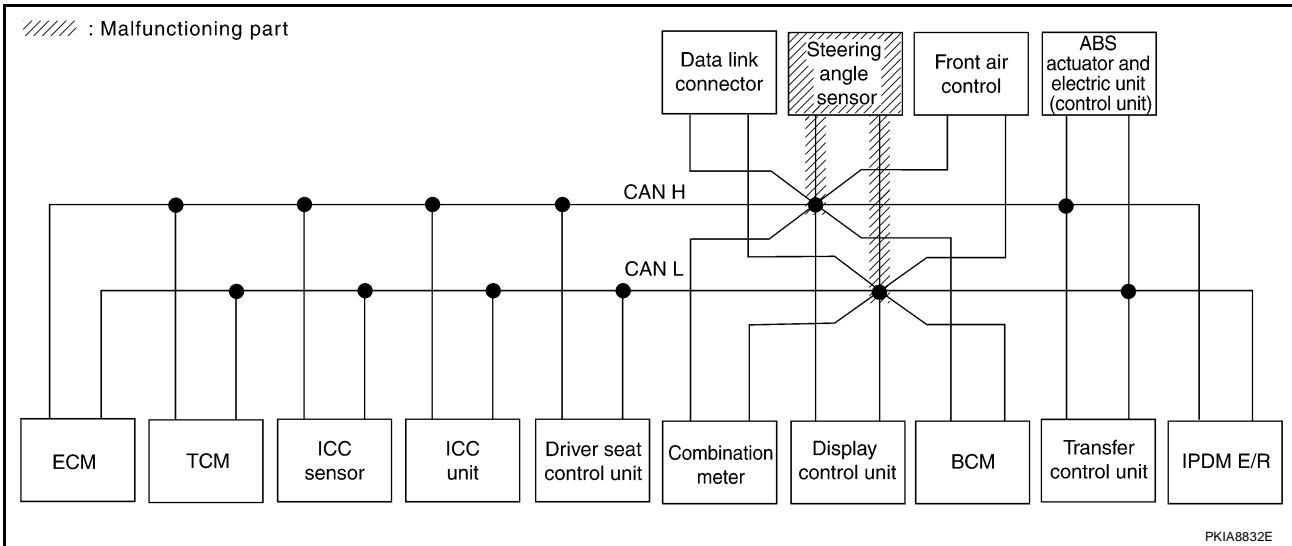 : Malfunctioning part
Data link
connector
Steering
angle
sensor
Front air
control
ABS
actuator and
electric unit
(control unit)
CAN H
CAN L
ECM
TCM
ICC
sensor
ICC
unit
Driver seat
control unit
Combination
meter
Display
control unit
BCM
Transfer
control unit
IPDM E/R
PKIA8832E